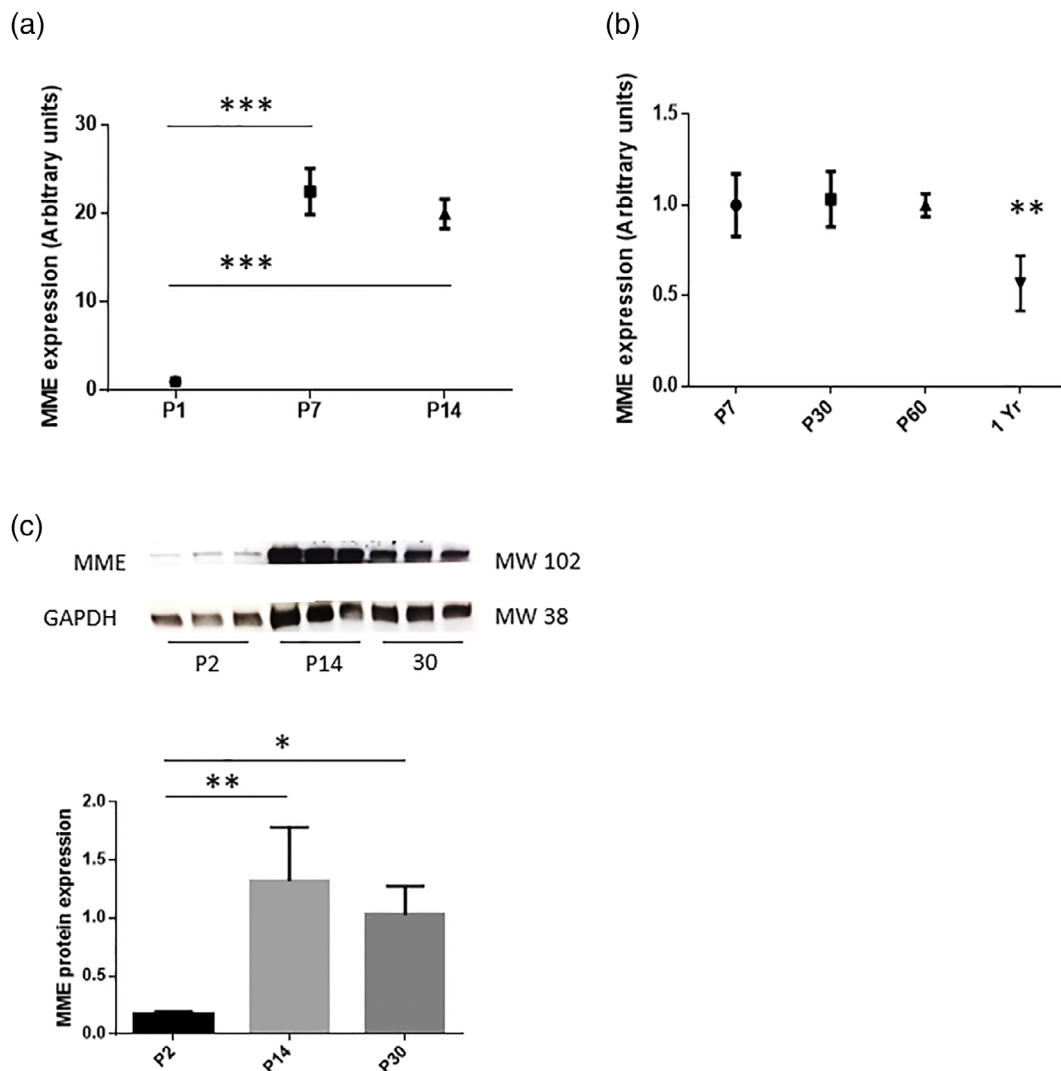 (a)
MME expression (Arbitrary units)
30
20
10
0
***
***
P1 P7 P14
(b)
MME expression (Arbitrary units)
1.5
1.0
0.5
0.0
**
P7 P30 P60 1 Yr
(c)
MME MW 102
GAPDH MW 38
P2 P14 30
MME protein expression
2.0
1.5
1.0
0.5
0.0
*
**
P2 P14 P30